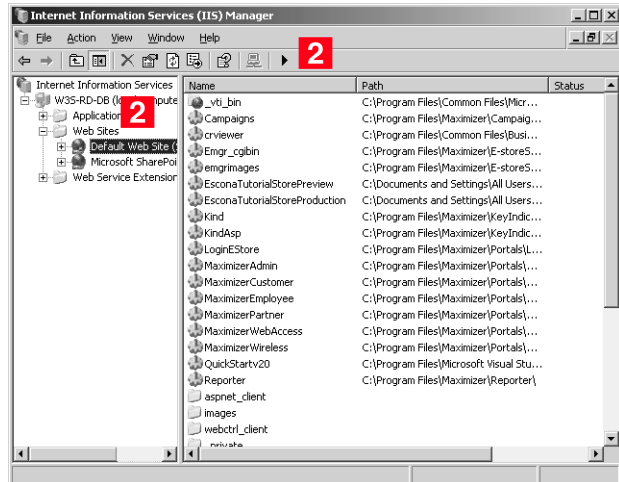 Internet Information Services (IIS) Manager
File Action View Window Help
2
Internet Information Services
W3S-RD-DB (lo
mpute
2
Application
Web Sites
Default Web Site (
Microsoft SharePoi
Web Service Extension
Name Path Status
_vti_bin C:\Program Files\Common Files\Micr...
Campaigns C:\Program Files\Maximizer\Campaig...
crviewer C:\Program Files\Common Files\Busi...
Emgr_cgibin C:\Program Files\Maximizer\E-storeS...
emgrimages C:\Program Files\Maximizer\E-storeS...
EsconaTutorialStorePreview C:\Documents and Settings\All Users...
EsconaTutorialStoreProduction C:\Documents and Settings\All Users...
Kind C:\Program Files\Maximizer\KeyIndic...
KindAsp C:\Program Files\Maximizer\KeyIndic...
LoginEStore C:\Program Files\Maximizer\Portals\L...
MaximizerAdmin C:\Program Files\Maximizer\Portals\...
MaximizerCustomer C:\Program Files\Maximizer\Portals\...
MaximizerEmployee C:\Program Files\Maximizer\Portals\...
MaximizerPartner C:\Program Files\Maximizer\Portals\...
MaximizerWebAccess C:\Program Files\Maximizer\Portals\...
MaximizerWireless C:\Program Files\Maximizer\Portals\...
QuickStartv20 C:\Program Files\Microsoft Visual Stu...
Reporter C:\Program Files\Maximizer\Reporter\
aspnet_client
images
webctrl_client
_private